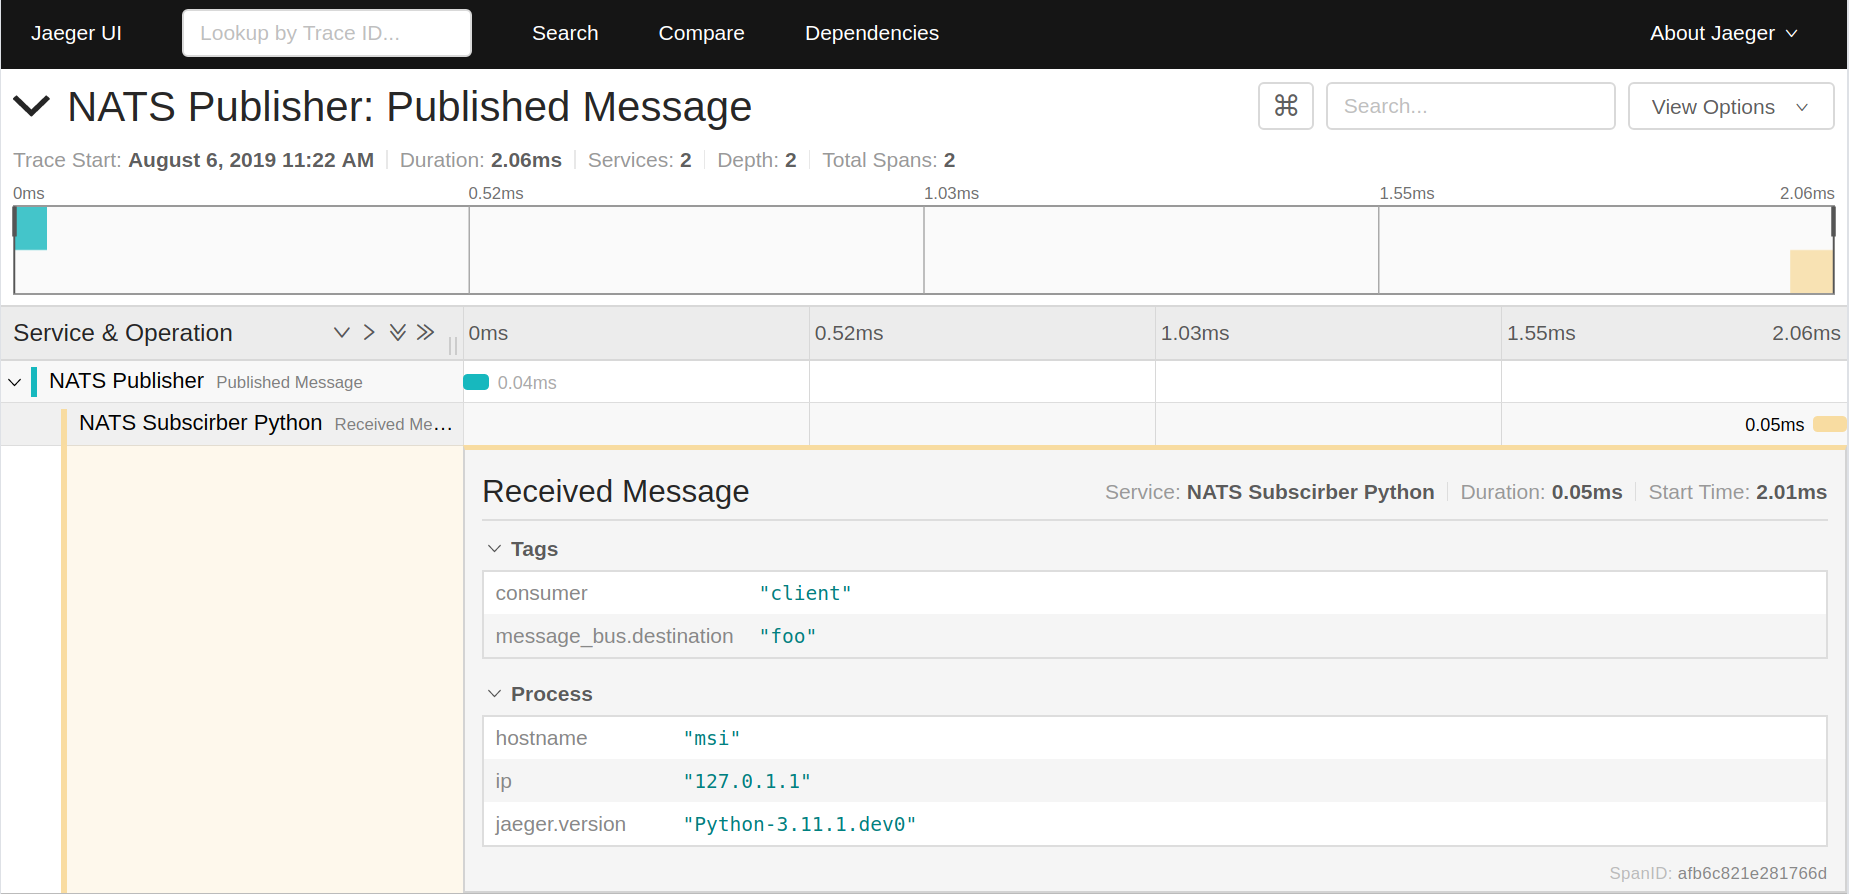 Jaeger UI Lookup by Trace ID... Search Compare Dependencies About Jaeger
NATS Publisher: Published Message ⌘ Search... View Options
Trace Start: August 6, 2019 11:22 AM Duration: 2.06ms Services: 2 Depth: 2 Total Spans: 2
0ms 0.52ms 1.03ms 1.55ms 2.06ms
Service & Operation 0ms 0.52ms 1.03ms 1.55ms 2.06ms
NATS Publisher Published Message 0.04ms
NATS Subscirber Python Received Me... 0.05ms
Received Message Service: NATS Subscirber Python Duration: 0.05ms Start Time: 2.01ms
Tags
consumer "client"
message_bus.destination "foo"
Process
hostname "msi"
ip "127.0.1.1"
jaeger.version "Python-3.11.1.dev0"
SpanID: afb6c821e281766d